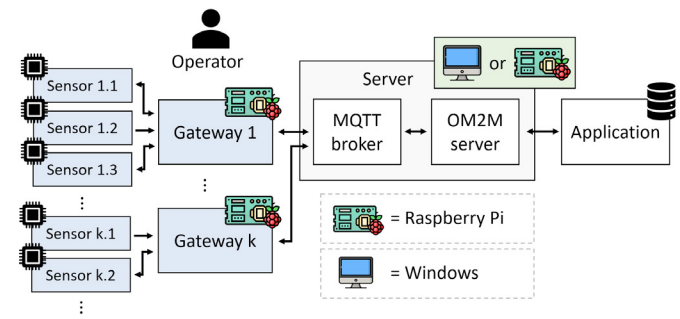 Operator
Sensor 1.1
Sensor 1.2
Sensor 1.3
Gateway 1
Server
or
MQTT
broker
OM2M
server
Application
Sensor k.1
Sensor k.2
Gateway k
= Raspberry Pi
= Windows